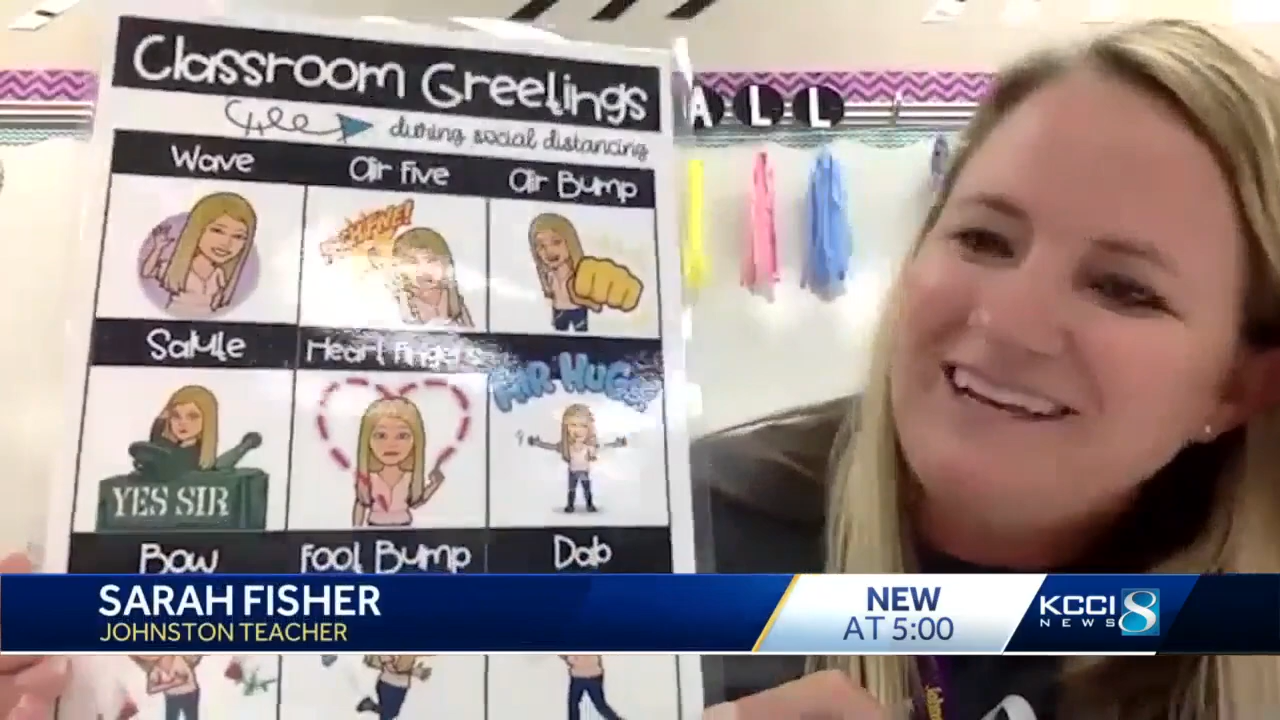 Classroom Greetings
during social distancing
Wave Air Five Air Bump
Salute Heart Fingers AIR HUGS
YES SIR
Bow Foot Bump Dab
ALL
SARAH FISHER
JOHNSTON TEACHER
NEW
AT 5:00
KCCI 8
NEWS